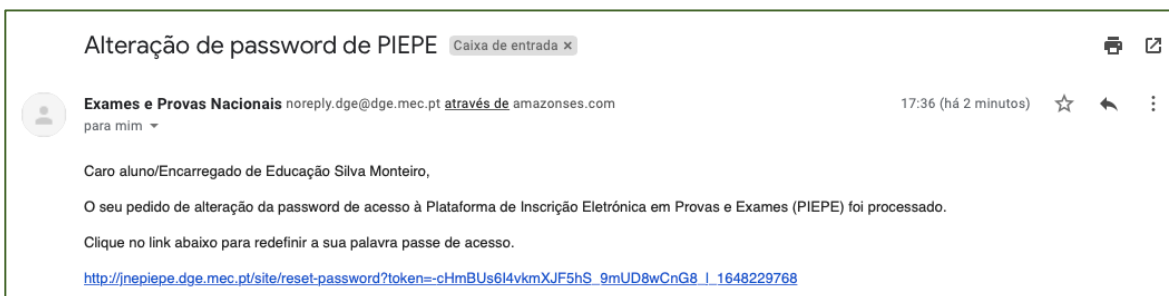 Alteração de password de PIEPE Caixa de entrada ×
Exames e Provas Nacionais noreply.dge@dge.mec.pt através de amazonses.com 17:36 (há 2 minutos)
para mim
Caro aluno/Encarregado de Educação Silva Monteiro,
O seu pedido de alteração da password de acesso à Plataforma de Inscrição Eletrónica em Provas e Exames (PIEPE) foi processado.
Clique no link abaixo para redefinir a sua palavra passe de acesso.
http://jnepiepe.dge.mec.pt/site/reset-password?token=-cHmBUs6I4vkmXJF5hS_9mUD8wCnG8_l_1648229768